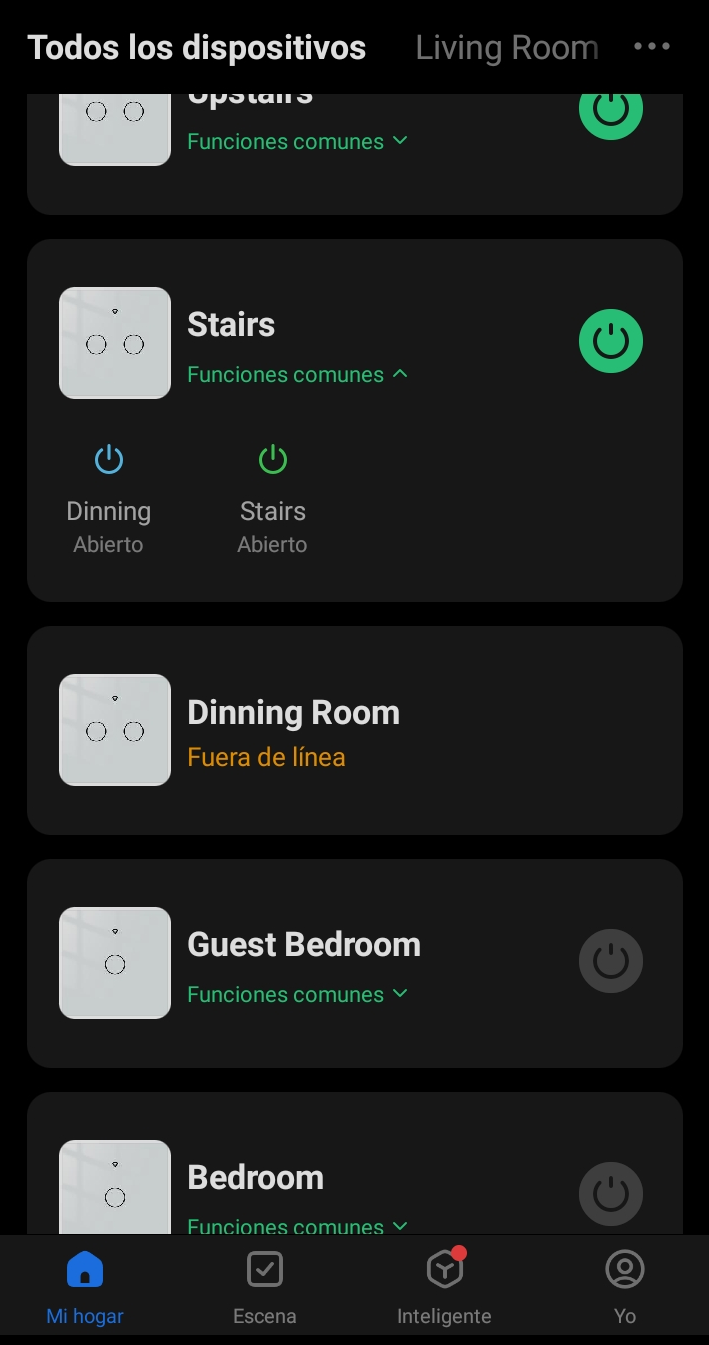 Todos los dispositivos Living Room
Upstairs
Funciones comunes
Stairs
Funciones comunes
Dinning Stairs
Abierto Abierto
Dinning Room
Fuera de línea
Guest Bedroom
Funciones comunes
Bedroom
Funciones comunes
Mi hogar Escena Inteligente Yo